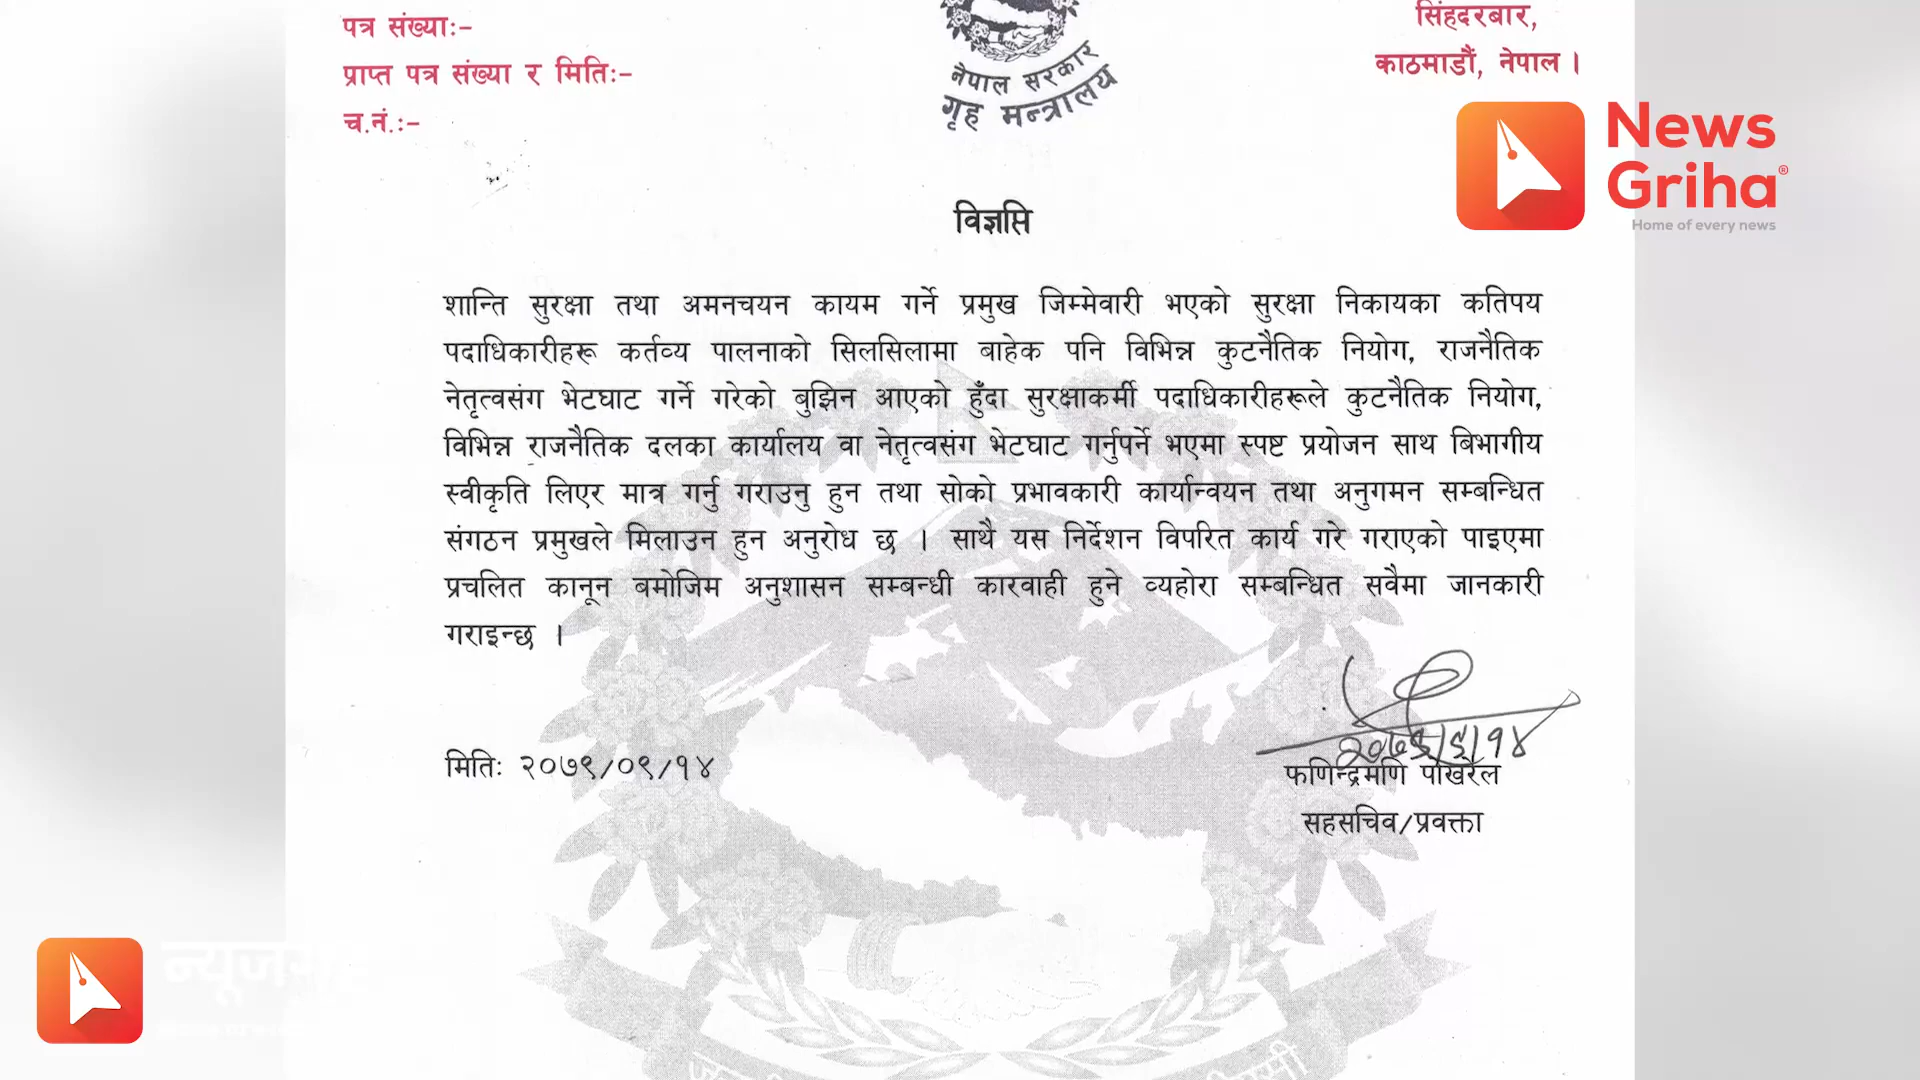 पत्र संख्याः-
प्राप्त पत्र संख्या र मितिः-
च.नं.ः-
नेपाल सरकार
गृह मन्त्रालय
सिंहदरबार,
काठमाडौं, नेपाल ।
News
Griha®
Home of every news
विज्ञप्ति
शान्ति सुरक्षा तथा अमनचयन कायम गर्ने प्रमुख जिम्मेवारी भएको सुरक्षा निकायका कतिपय
पदाधिकारीहरू कर्तव्य पालनाको सिलसिलामा बाहेक पनि विभिन्न कुटनैतिक नियोग, राजनैतिक
नेतृत्वसंग भेटघाट गर्ने गरेको बुझिन आएको हुँदा सुरक्षाकर्मी पदाधिकारीहरूले कुटनैतिक नियोग,
विभिन्न राजनैतिक दलका कार्यालय वा नेतृत्वसंग भेटघाट गर्नुपर्ने भएमा स्पष्ट प्रयोजन साथ बिभागीय
स्वीकृति लिएर मात्र गर्नु गराउनु हुन तथा सोको प्रभावकारी कार्यान्वयन तथा अनुगमन सम्बन्धित
संगठन प्रमुखले मिलाउन हुन अनुरोध छ । साथै यस निर्देशन विपरित कार्य गरे गराएको पाइएमा
प्रचलित कानून बमोजिम अनुशासन सम्बन्धी कारवाही हुने व्यहोरा सम्बन्धित सवैमा जानकारी
गराइन्छ ।
मितिः २०७९/०९/१४
२०७९/९/१४
फणिन्द्रमणि पोखरेल
सहसचिव/प्रवक्ता
न्यूजगृह